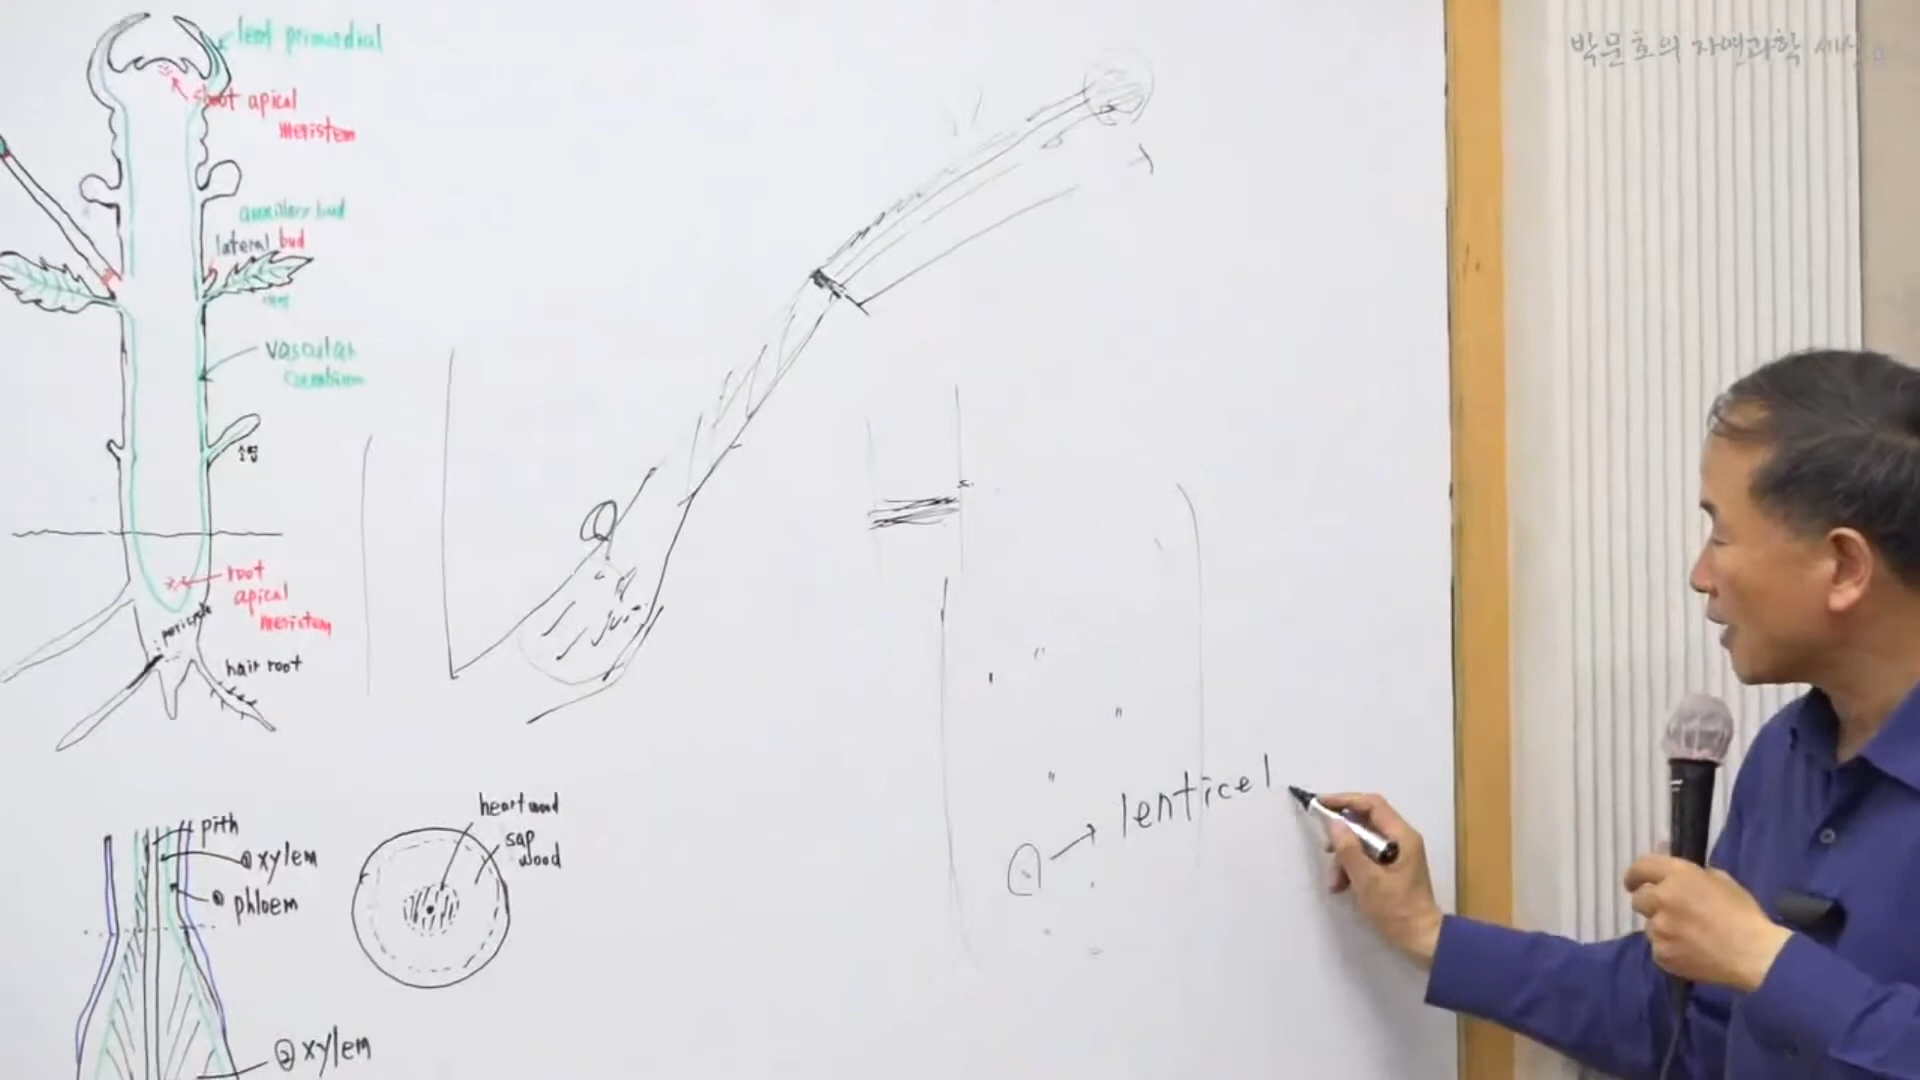 박문호의 자연과학 세상
leaf primordial
shoot apical
meristem
auxillary bud
lateral bud
vascular
cambium
소엽
root
apical
meristem
pericycle
hair root
pith
① xylem
① phloem
② xylem
heart wood
sap
wood
lenticel